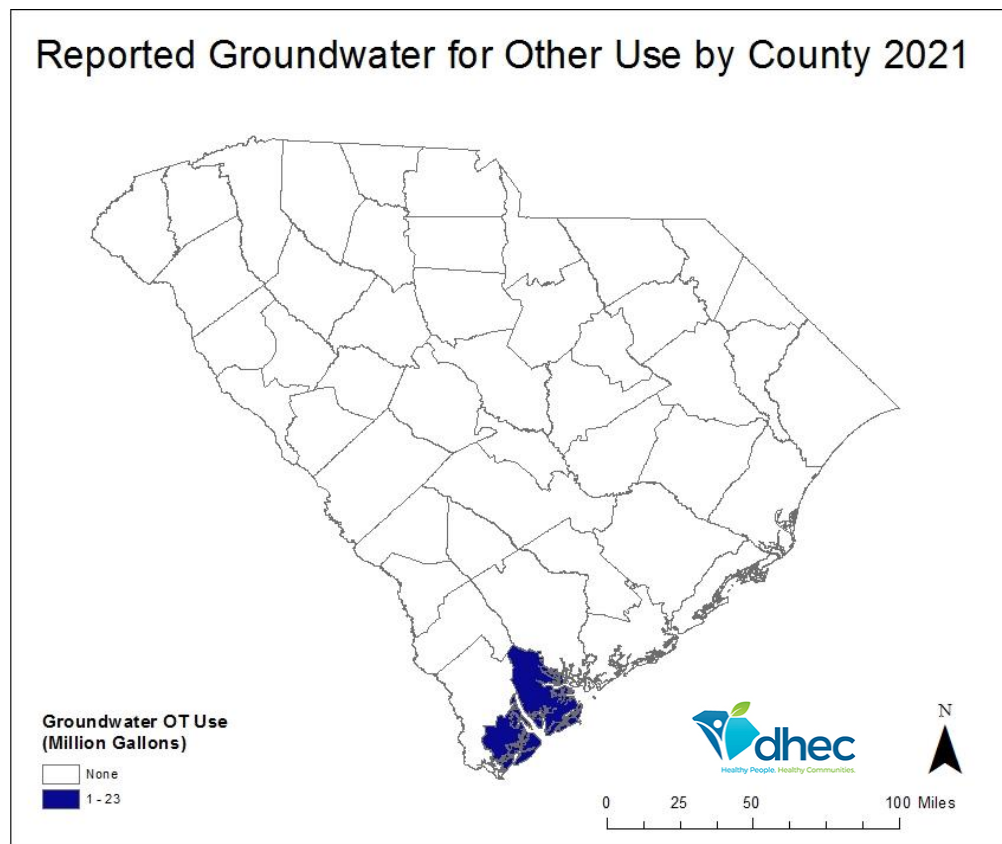 Reported Groundwater for Other Use by County 2021
Groundwater OT Use
(Million Gallons)
None
1 - 23
dhec
Healthy People. Healthy Communities.
N
0 25 50 100 Miles